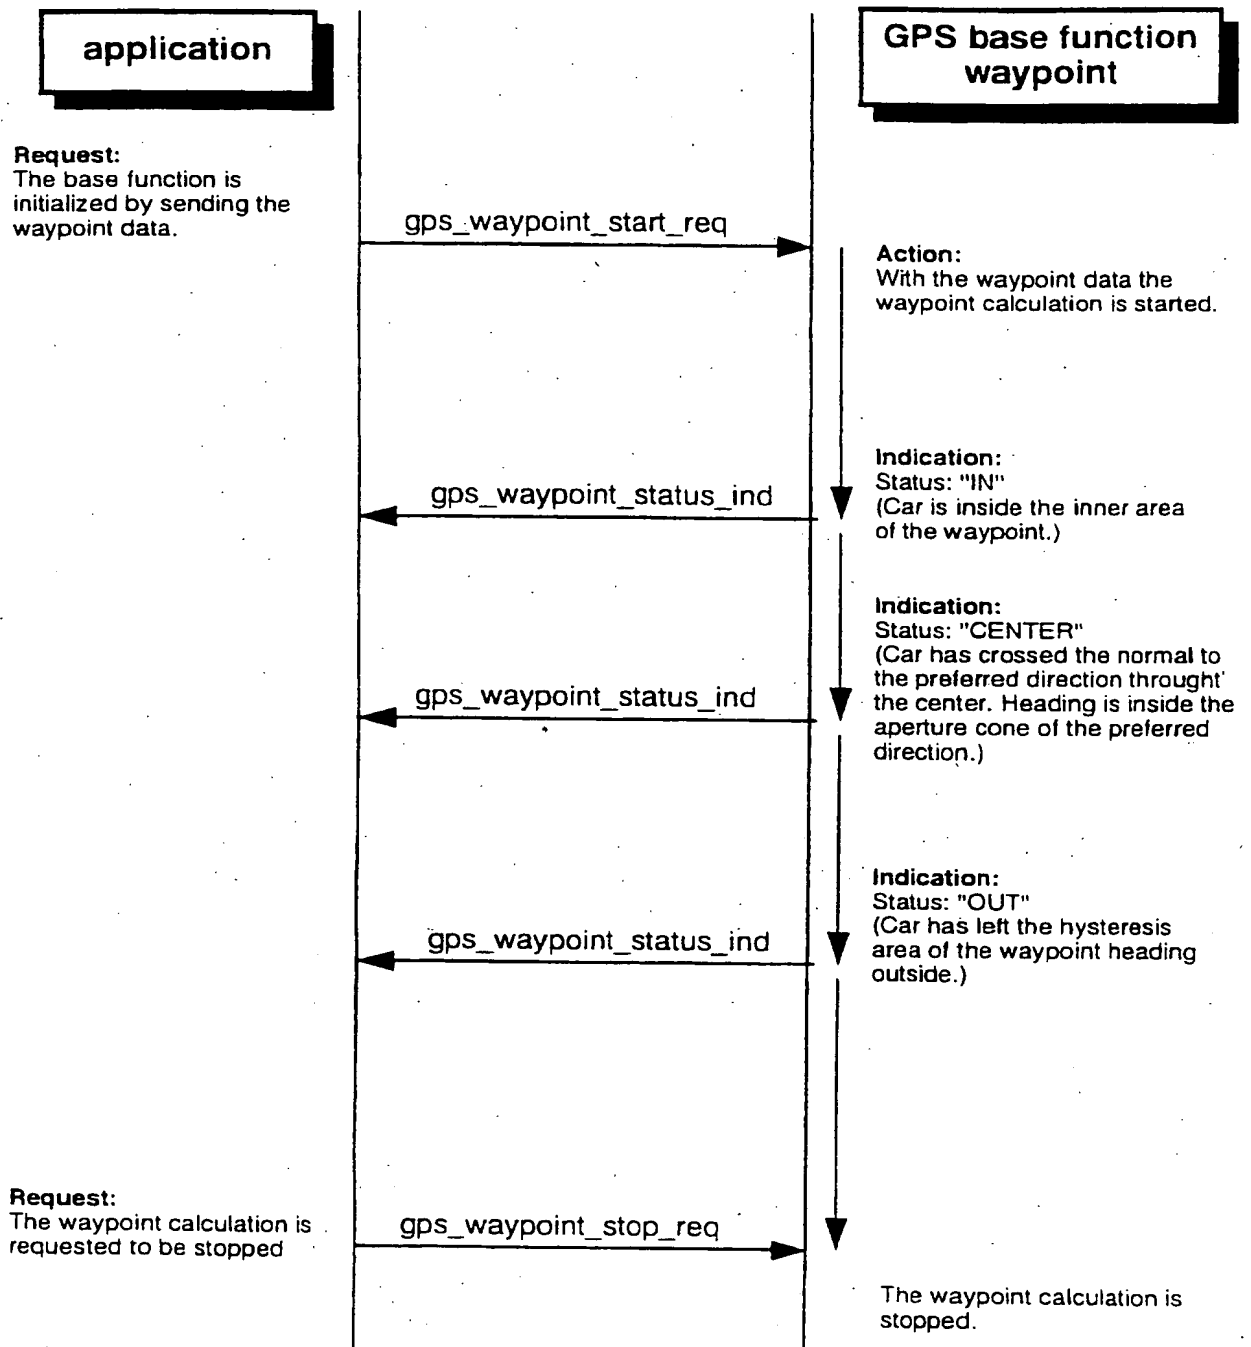 application
GPS base function
waypoint
Request:
The base function is
initialized by sending the
waypoint data.
gps_waypoint_start_req
Action:
With the waypoint data the
waypoint calculation is started.
Indication:
Status: "IN"
(Car is inside the inner area
of the waypoint.)
gps_waypoint_status_ind
Indication:
Status: "CENTER"
(Car has crossed the normal to
the preferred direction throught
the center. Heading is inside the
aperture cone of the preferred
direction.)
gps_waypoint_status_ind
Indication:
Status: "OUT"
(Car has left the hysteresis
area of the waypoint heading
outside.)
gps_waypoint_status_ind
Request:
The waypoint calculation is
requested to be stopped
gps_waypoint_stop_req
The waypoint calculation is
stopped.